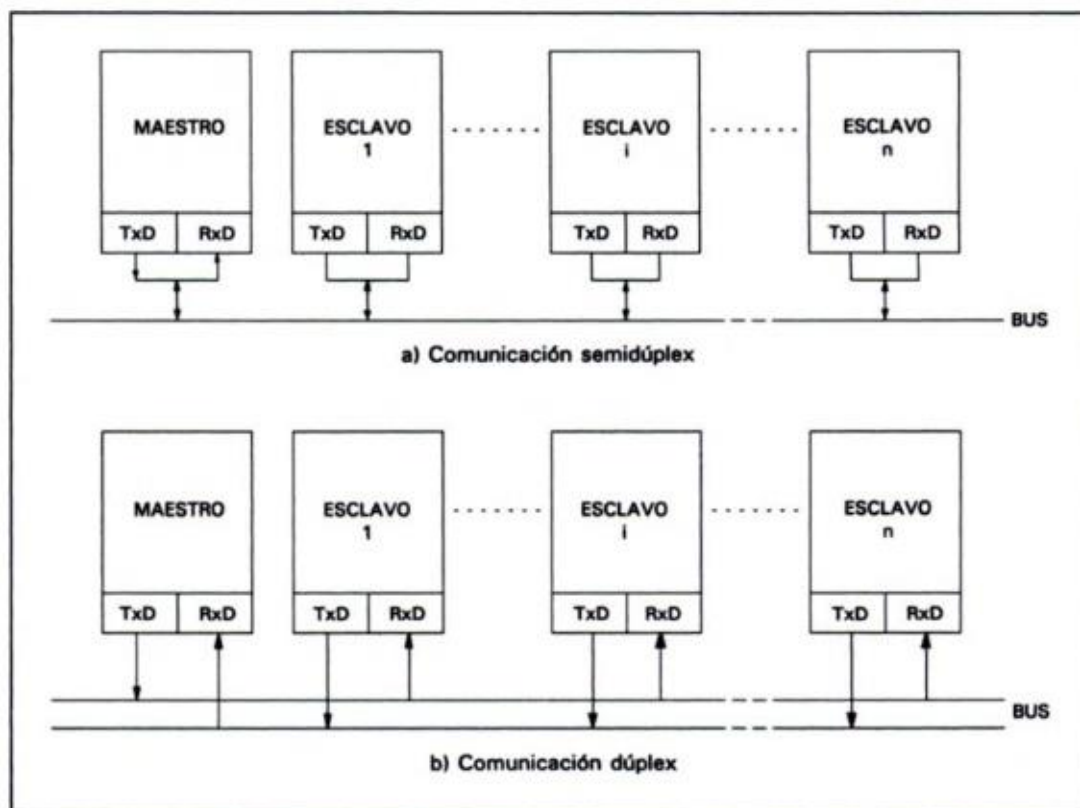 MAESTRO
ESCLAVO
1
ESCLAVO
i
ESCLAVO
n
TxD RxD TxD RxD TxD RxD TxD RxD
BUS
a) Comunicación semidúplex
MAESTRO
ESCLAVO
1
ESCLAVO
i
ESCLAVO
n
TxD RxD TxD RxD TxD RxD TxD RxD
BUS
b) Comunicación dúplex